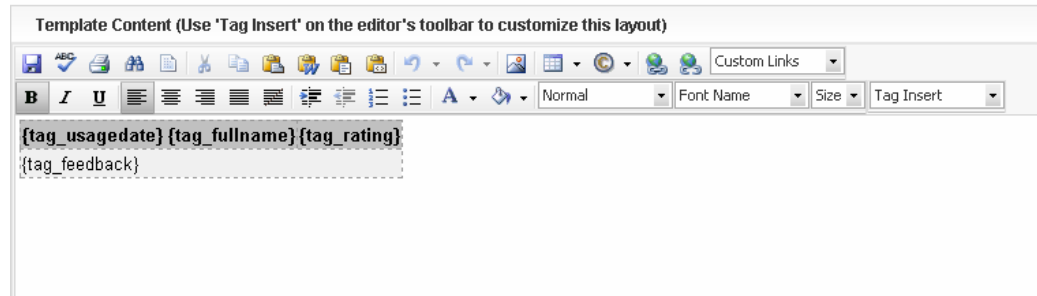 Template Content (Use 'Tag Insert' on the editor's toolbar to customize this layout)
ABC Custom Links
B I U A Normal Font Name Size Tag Insert
{tag_usagedate} {tag_fullname} {tag_rating}
{tag_feedback}